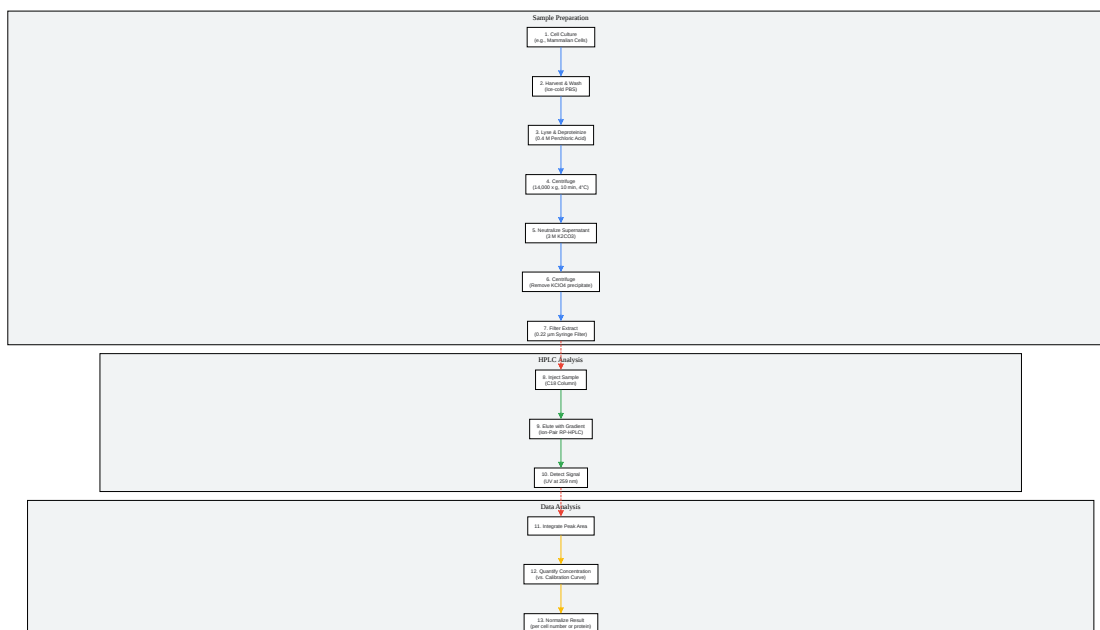 Sample Preparation
1. Cell Culture
(e.g., Mammalian Cells)
2. Harvest & Wash
(Ice-cold PBS)
3. Lyse & Deproteinize
(0.4 M Perchloric Acid)
4. Centrifuge
(14,000 x g, 10 min, 4°C)
5. Neutralize Supernatant
(3 M K2CO3)
6. Centrifuge
(Remove KClO4 precipitate)
7. Filter Extract
(0.22 µm Syringe Filter)
HPLC Analysis
8. Inject Sample
(C18 Column)
9. Elute with Gradient
(Ion-Pair RP-HPLC)
10. Detect Signal
(UV at 259 nm)
Data Analysis
11. Integrate Peak Area
12. Quantify Concentration
(vs. Calibration Curve)
13. Normalize Result
(per cell number or protein)